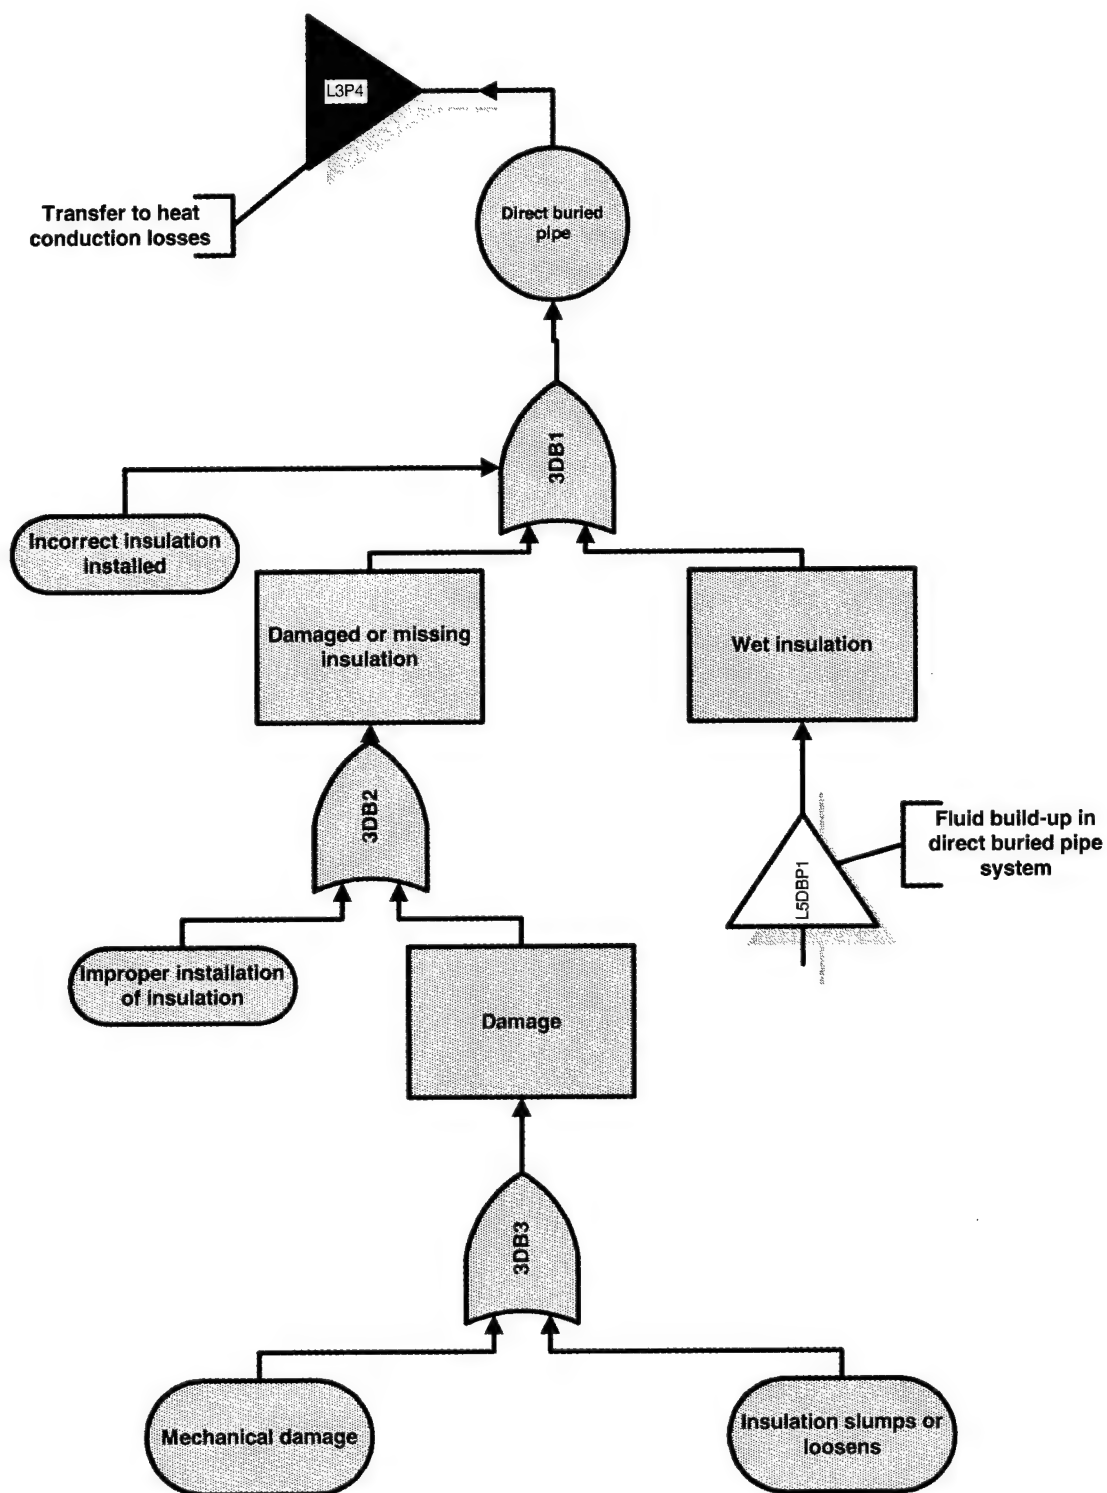 L3P4
Transfer to heat
conduction losses
Direct buried
pipe
3DB1
Incorrect insulation
installed
Damaged or missing
insulation
Wet insulation
3DB2
L5DBP1
Fluid build-up in
direct buried pipe
system
Improper installation
of insulation
Damage
3DB3
Mechanical damage
Insulation slumps or
loosens